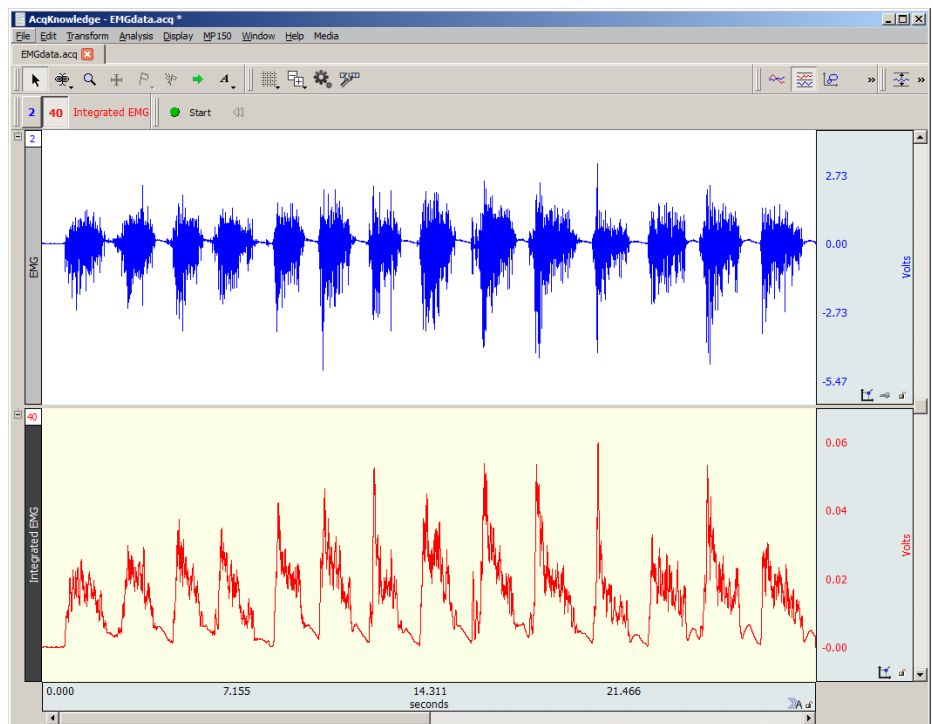 AcqKnowledge - EMGdata.acq *
File Edit Transform Analysis Display MP150 Window Help Media
EMGdata.acq
A
» »
2 40 Integrated EMG Start
2
EMG
2.73
0.00
-2.73
-5.47
Volts
40
Integrated EMG
0.06
0.04
0.02
-0.00
Volts
0.000 7.155 14.311 21.466
seconds
A